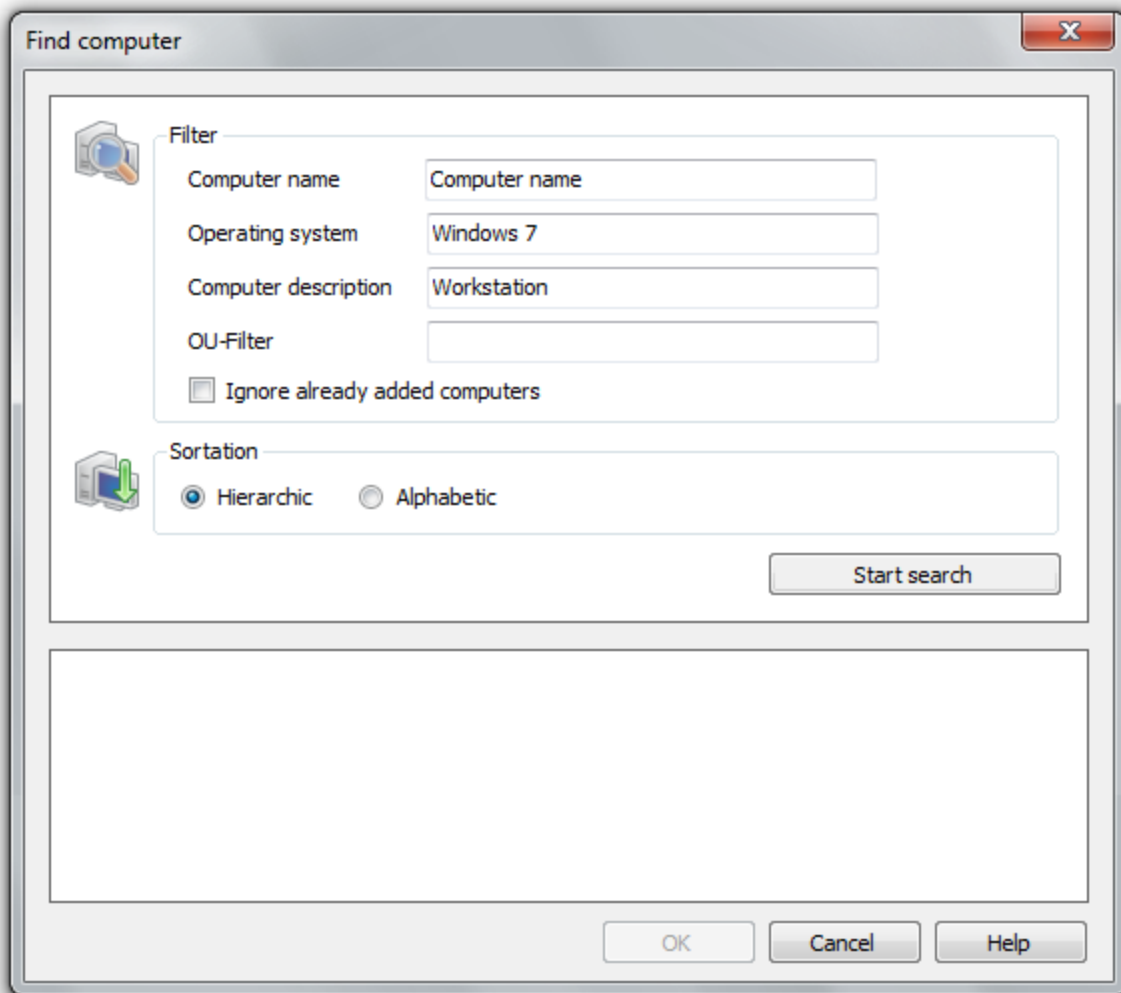 Find computer
Filter
Computer name Computer name
Operating system Windows 7
Computer description Workstation
OU-Filter
Ignore already added computers
Sortation
Hierarchic Alphabetic
Start search
OK Cancel Help